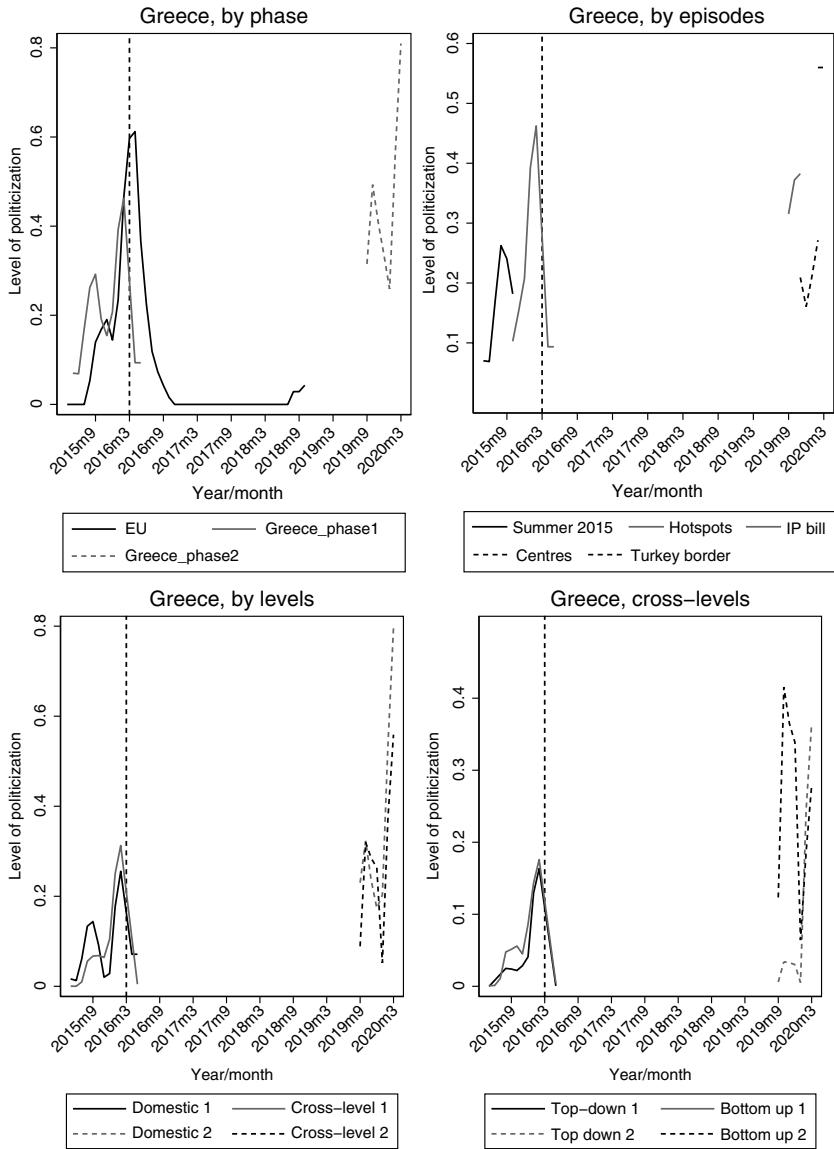 Greece, by phase
Level of politicization
0.8
0.6
0.4
0.2
0
2015m9
2016m3
2016m9
2017m3
2017m9
2018m3
2018m9
2019m3
2019m9
2020m3
Year/month
EU
Greece_phase1
Greece_phase2
Greece, by episodes
Level of politicization
0.6
0.5
0.4
0.3
0.2
0.1
2015m9
2016m3
2016m9
2017m3
2017m9
2018m3
2018m9
2019m3
2019m9
2020m3
Year/month
Summer 2015
Hotspots
IP bill
Centres
Turkey border
Greece, by levels
Level of politicization
0.8
0.6
0.4
0.2
0
2015m9
2016m3
2016m9
2017m3
2017m9
2018m3
2018m9
2019m3
2019m9
2020m3
Year/month
Domestic 1
Cross–level 1
Domestic 2
Cross–level 2
Greece, cross–levels
Level of politicization
0.4
0.3
0.2
0.1
0
2015m9
2016m3
2016m9
2017m3
2017m9
2018m3
2018m9
2019m3
2019m9
2020m3
Year/month
Top–down 1
Bottom up 1
Top down 2
Bottom up 2